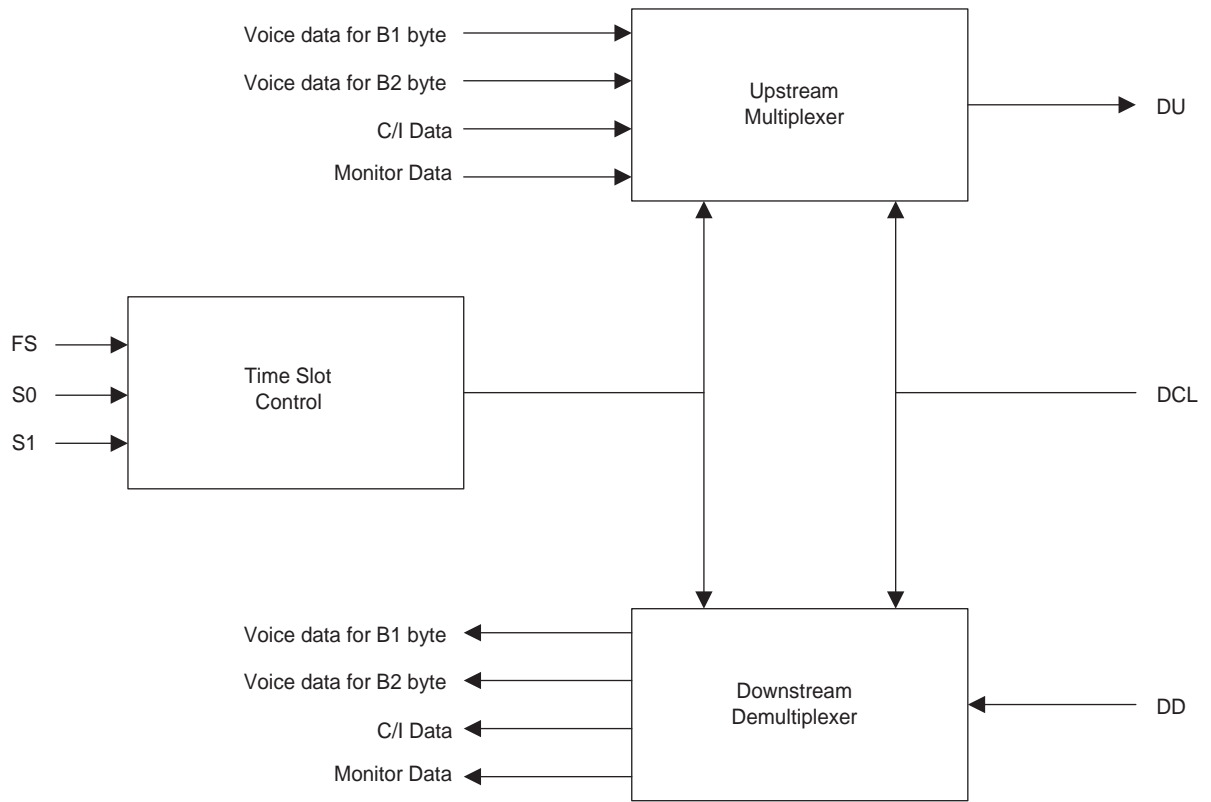 Voice data for B1 byte
Voice data for B2 byte
C/I Data
Monitor Data
Upstream
Multiplexer
DU
FS
S0
S1
Time Slot
Control
DCL
Voice data for B1 byte
Voice data for B2 byte
C/I Data
Monitor Data
Downstream
Demultiplexer
DD